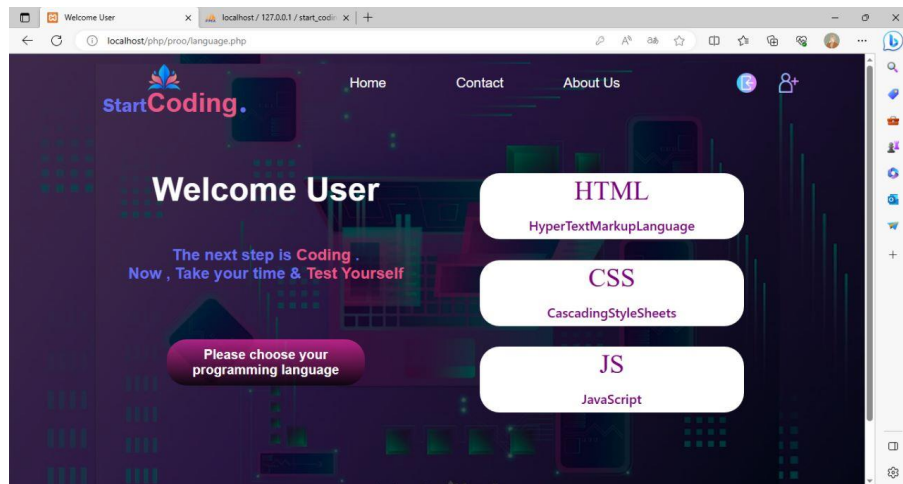 Welcome User
localhost / 127.0.0.1 / start_codin
localhost/php/proo/language.php
StartCoding.
Home
Contact
About Us
Welcome User
The next step is Coding .
Now , Take your time & Test Yourself
Please choose your
programming language
HTML
HyperTextMarkupLanguage
CSS
CascadingStyleSheets
JS
JavaScript